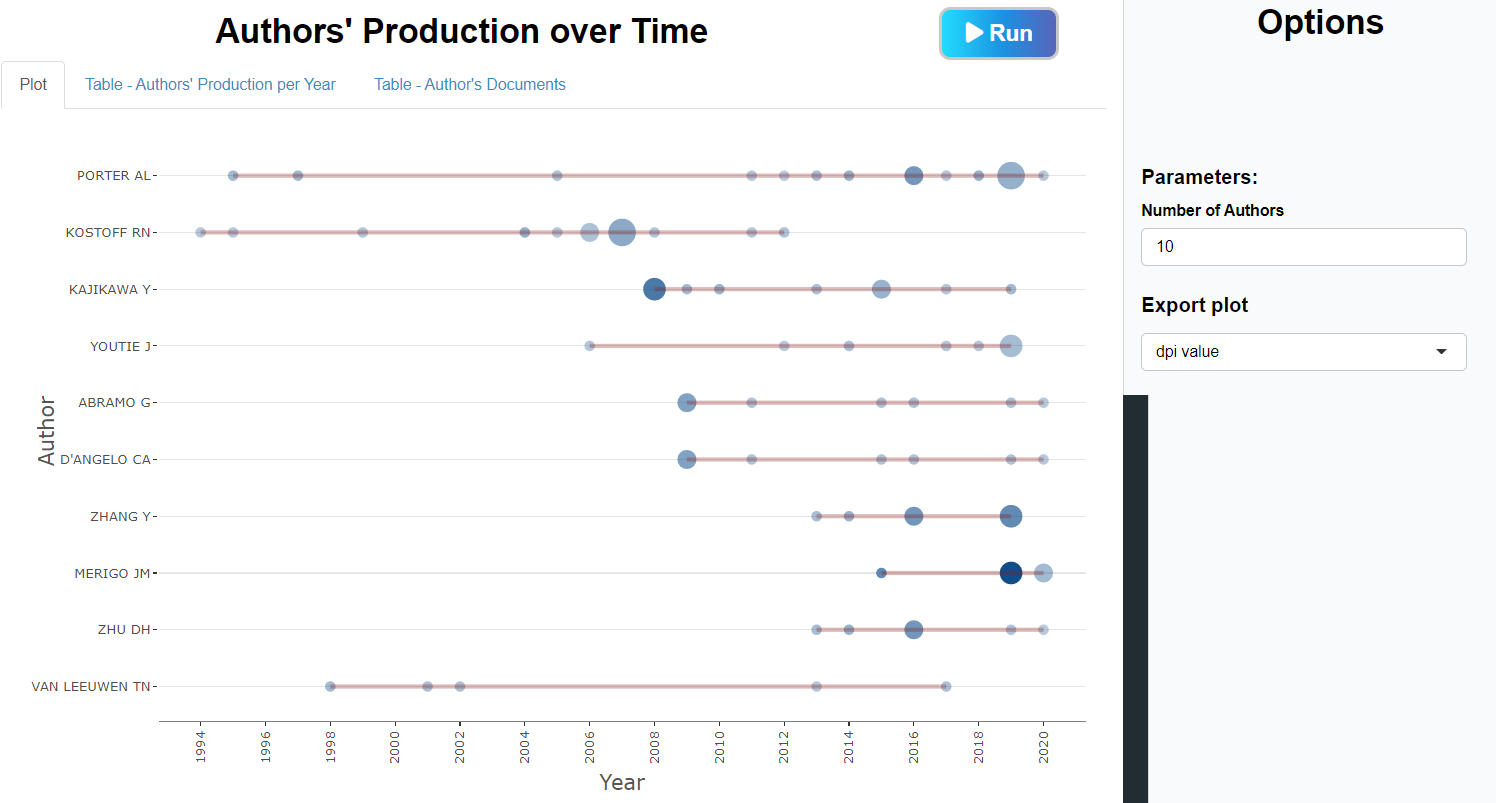 Authors' Production over Time
Run
Options
Plot
Table - Authors' Production per Year
Table - Author's Documents
Parameters:
Number of Authors
10
Export plot
dpi value
Author
PORTER AL
KOSTOFF RN
KAJIKAWA Y
YOUTIE J
ABRAMO G
D'ANGELO CA
ZHANG Y
MERIGO JM
ZHU DH
VAN LEEUWEN TN
1994
1996
1998
2000
2002
2004
2006
2008
2010
2012
2014
2016
2018
2020
Year